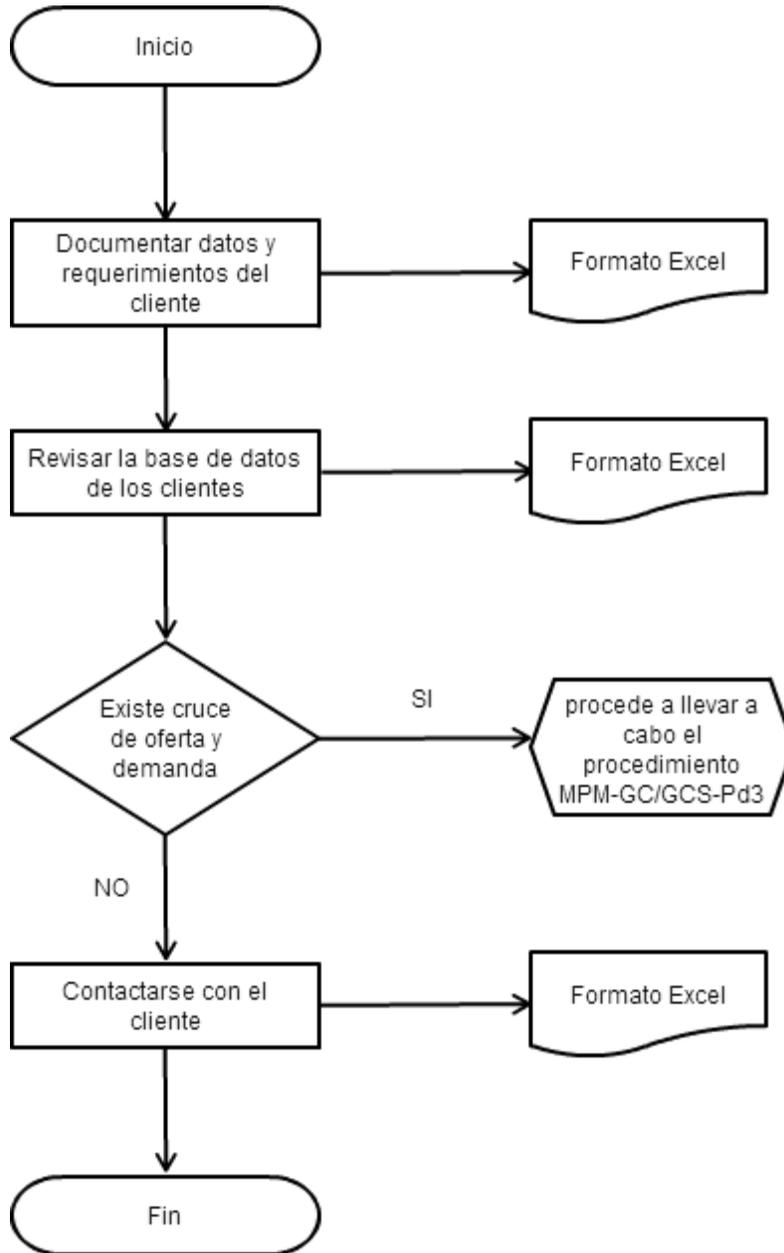 Inicio
Documentar datos y
requerimientos del
cliente
Formato Excel
Revisar la base de datos
de los clientes
Formato Excel
Existe cruce
de oferta y
demanda
SI
procede a llevar a
cabo el
procedimiento
MPM-GC/GCS-Pd3
NO
Contactarse con el
cliente
Formato Excel
Fin